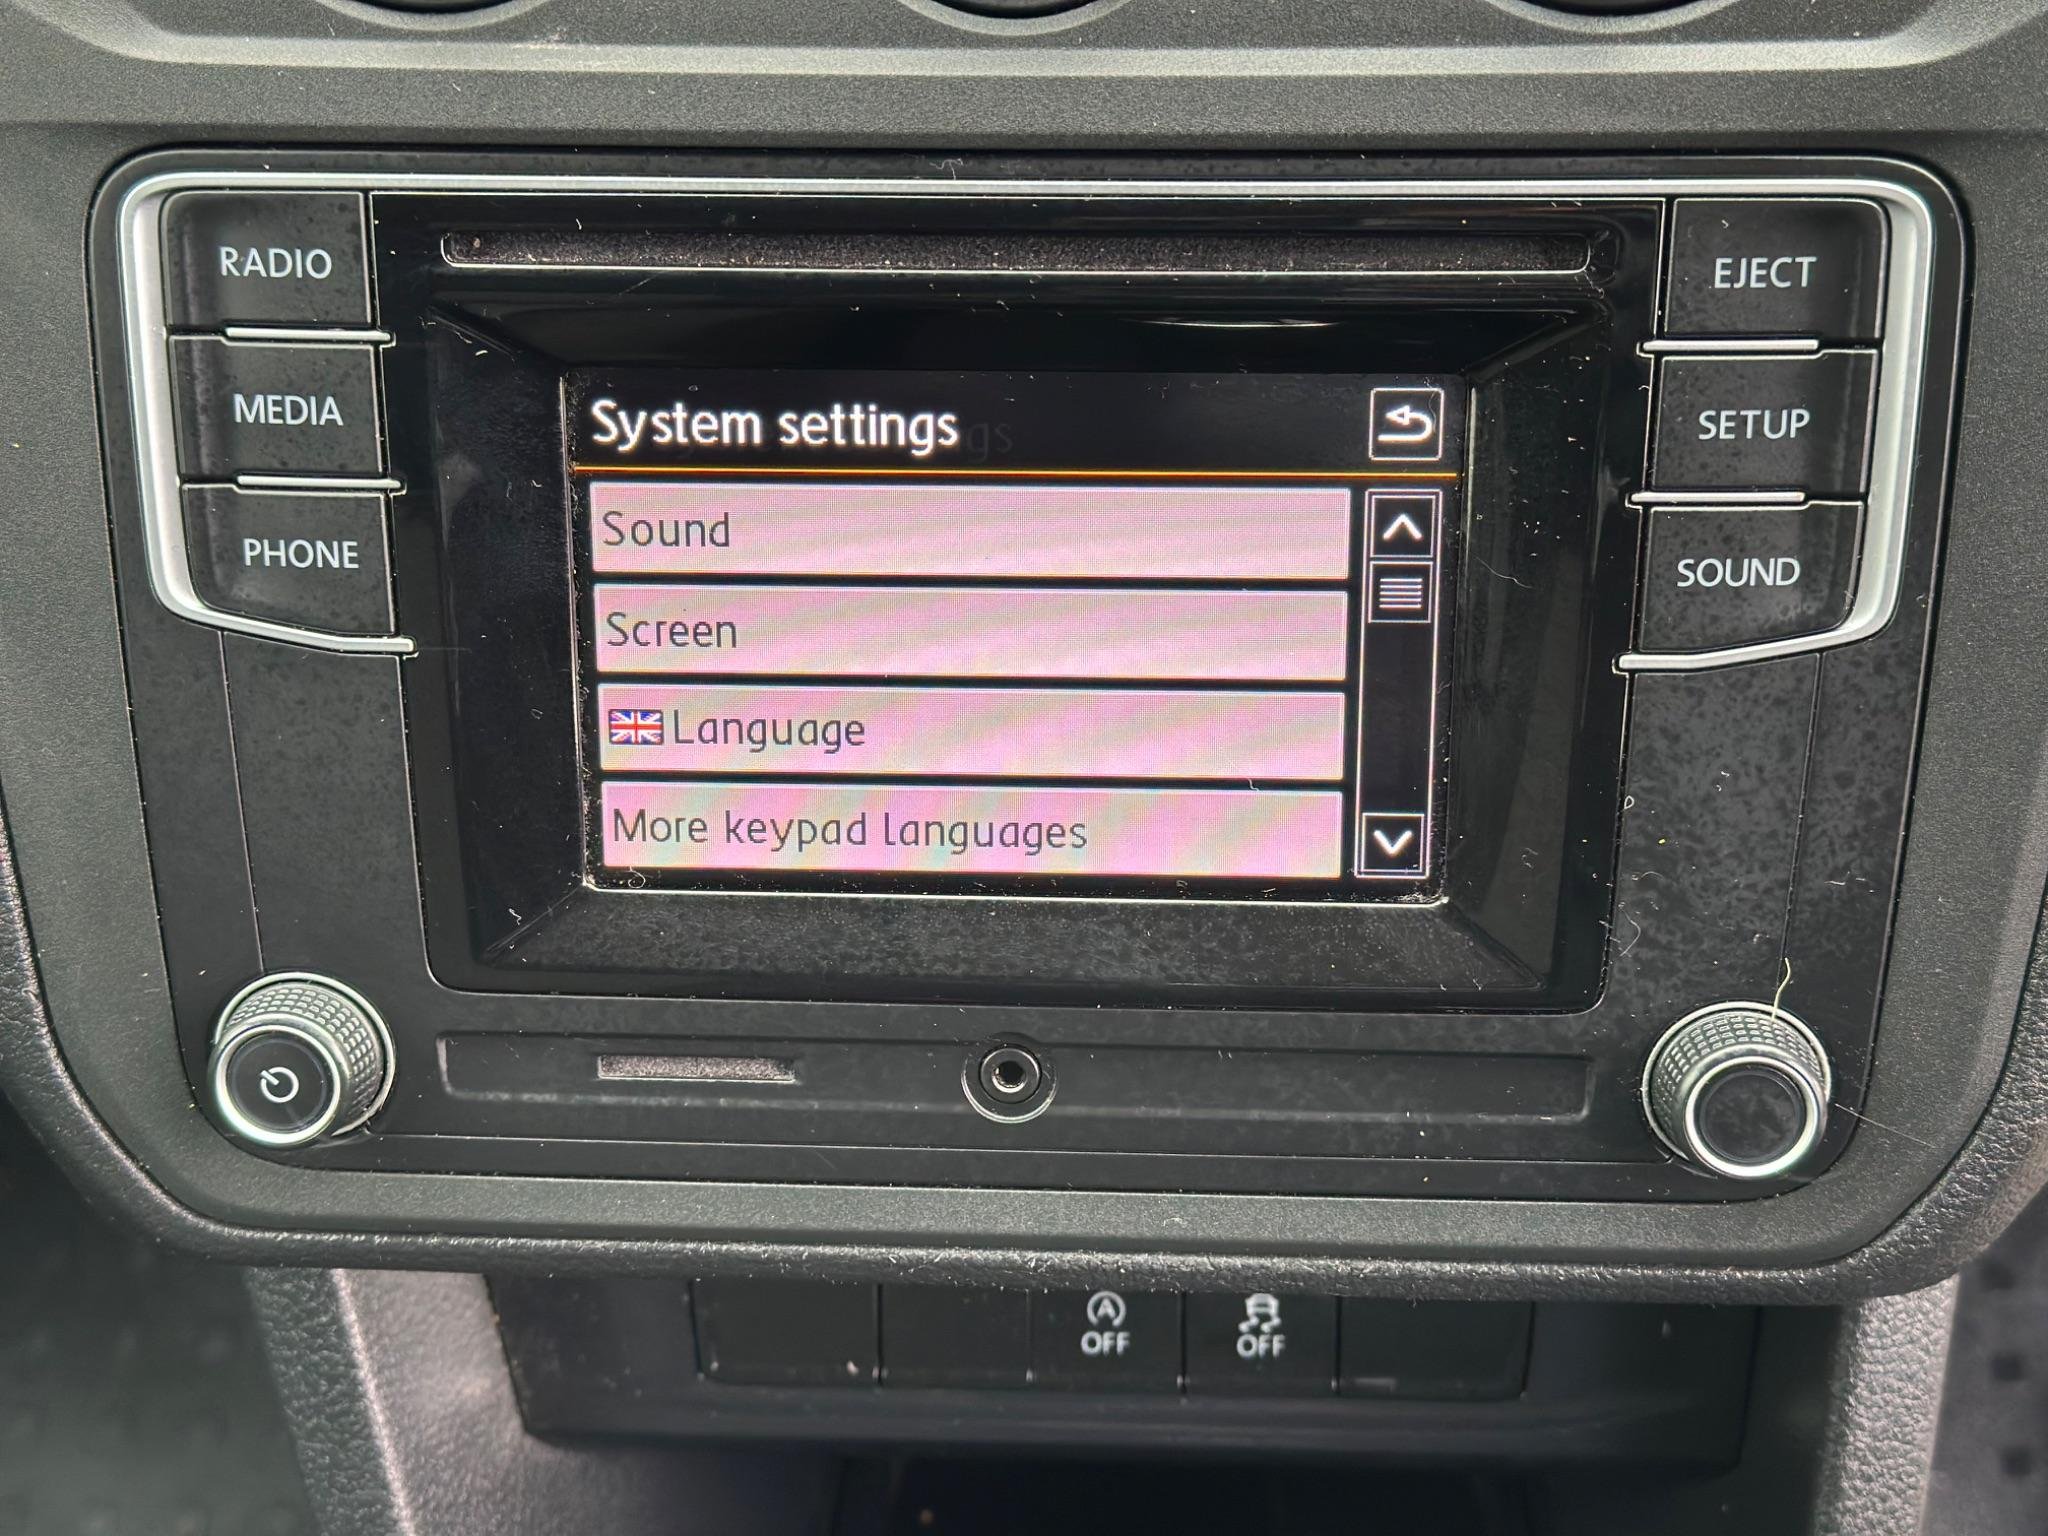 RADIO
EJECT
MEDIA
System settings
SETUP
Sound
PHONE
SOUND
Screen
Language
More keypad languages
A
OFF
OFF